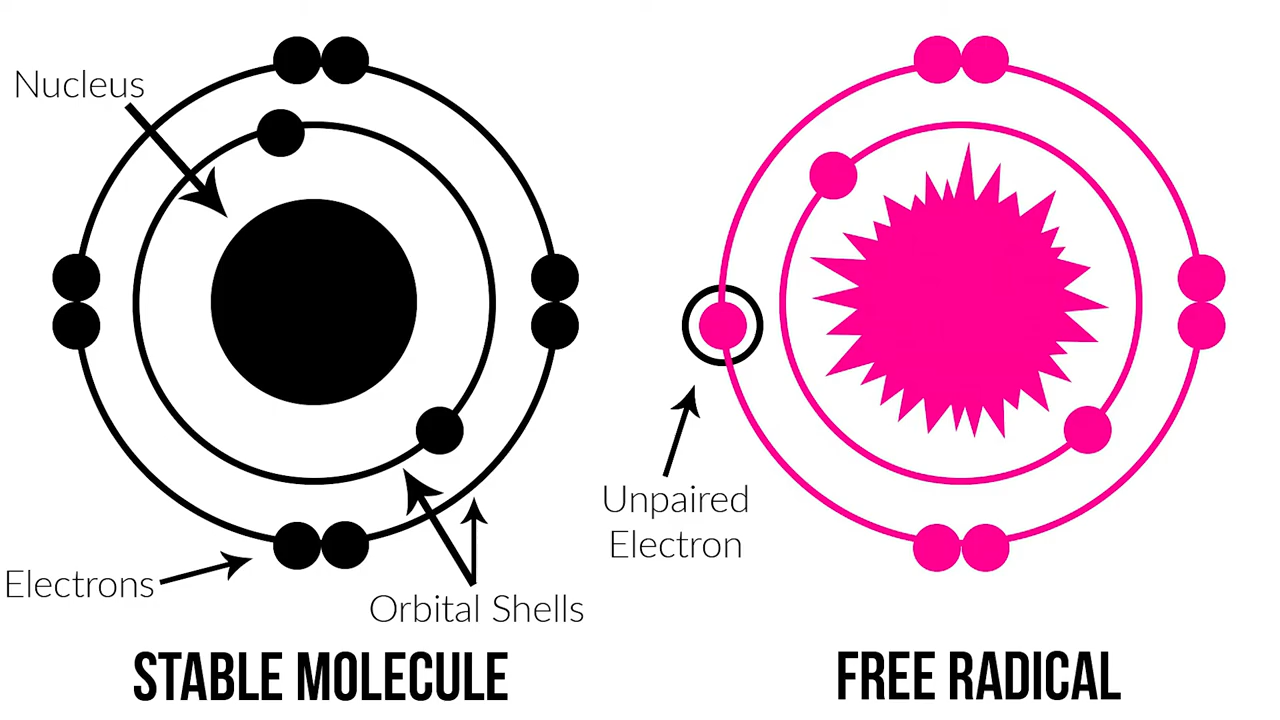 Nucleus
Unpaired
Electron
Electrons
Orbital Shells
STABLE MOLECULE
FREE RADICAL